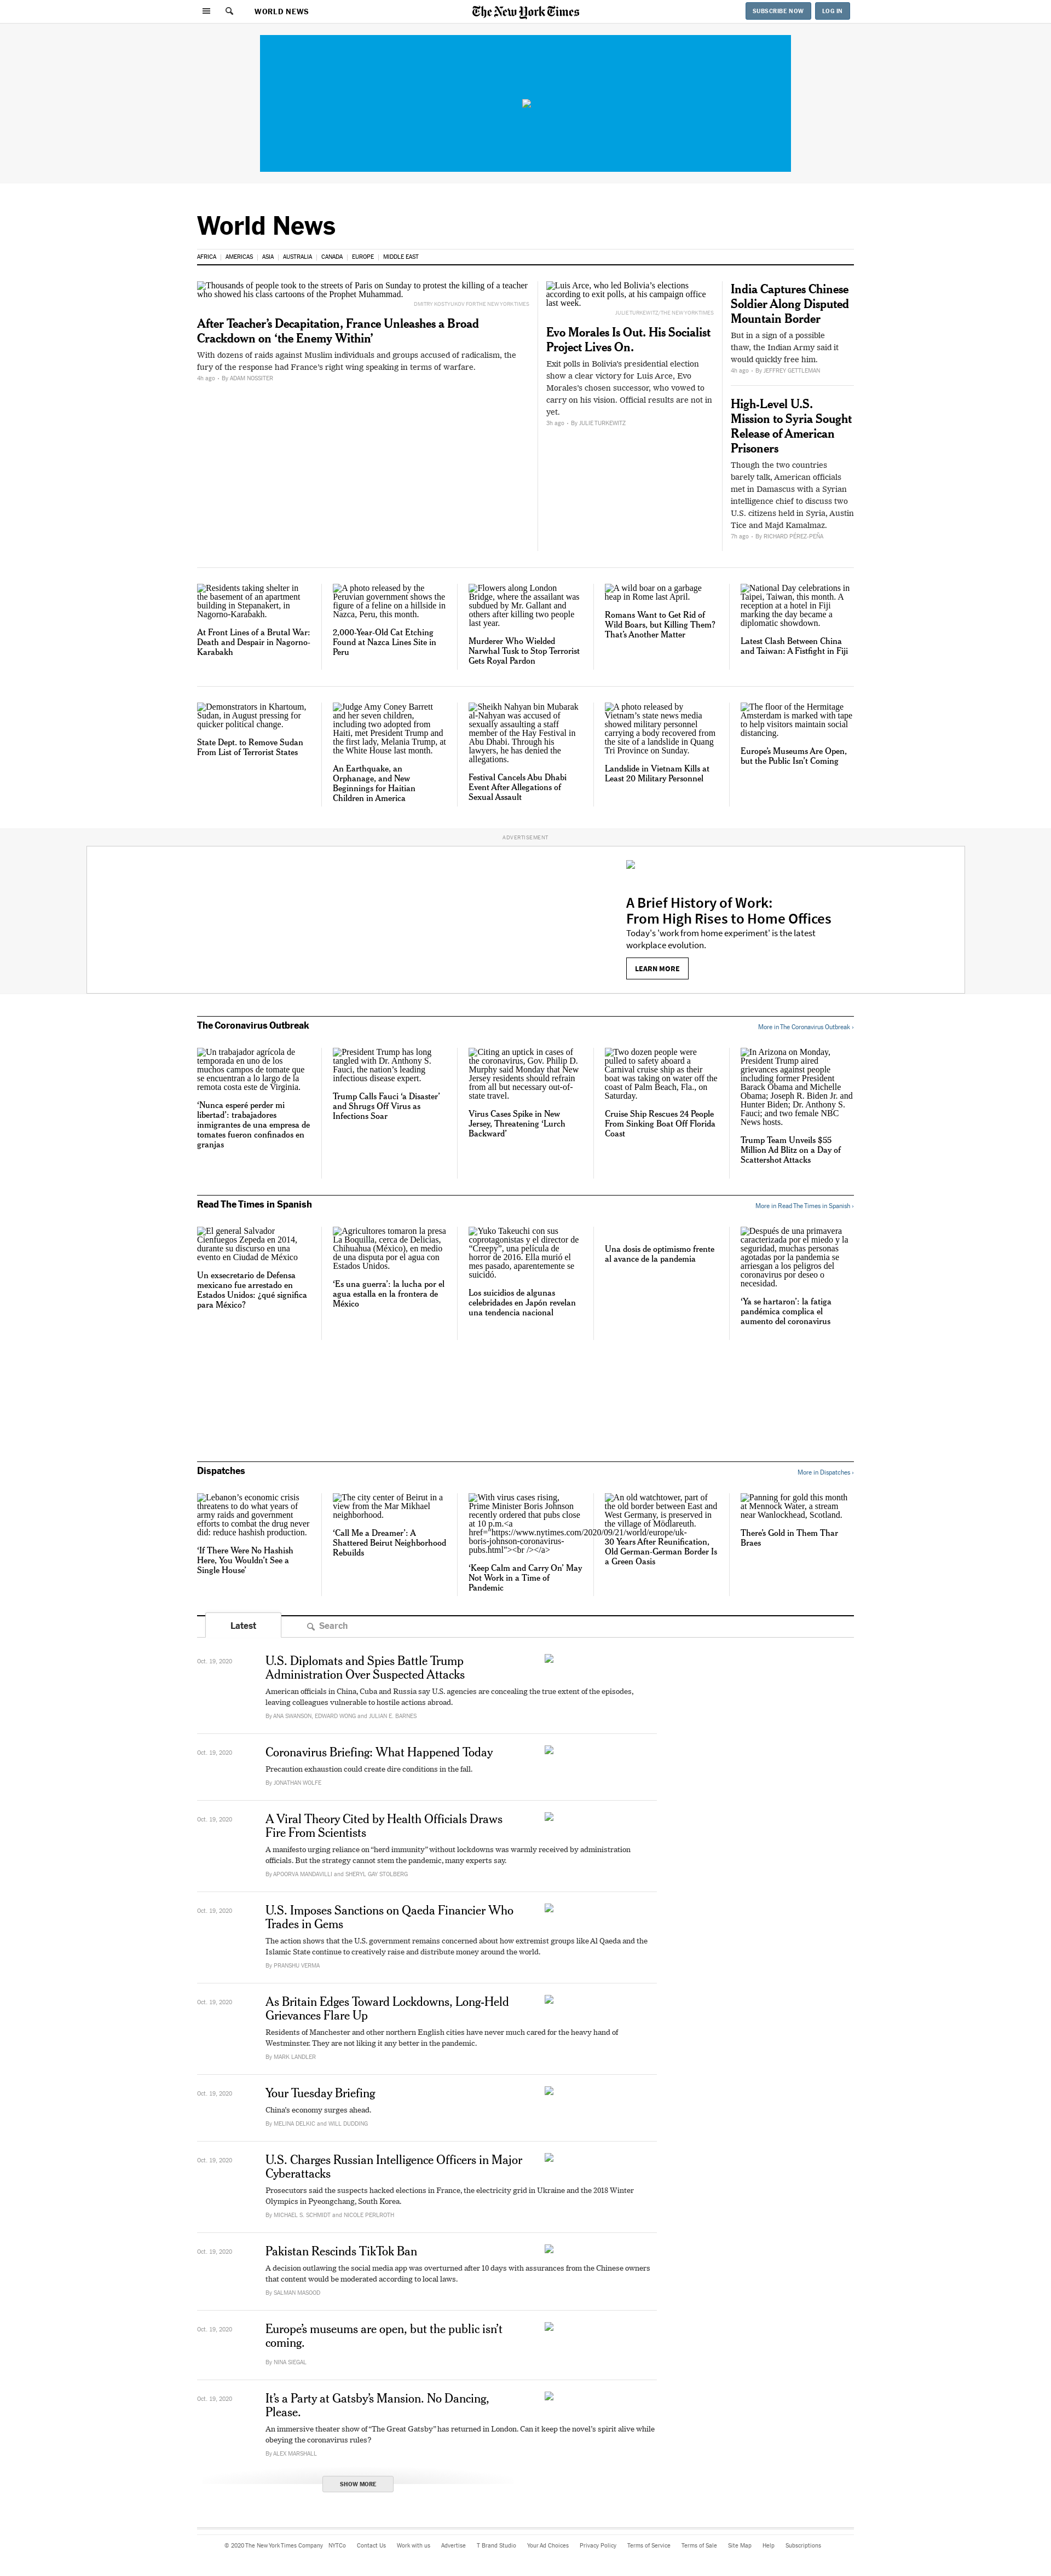 WORLD NEWS
The New York Times
SUBSCRIBE NOW
LOG IN
World News
AFRICA
AMERICAS
ASIA
AUSTRALIA
CANADA
EUROPE
MIDDLE EAST
Thousands of people took to the streets of Paris on Sunday to protest the killing of a teacher
who showed his class cartoons of the Prophet Muhammad.
DMITRY KOSTYUKOV FOR THE NEW YORK TIMES
After Teacher’s Decapitation, France Unleashes a Broad
Crackdown on ‘the Enemy Within’
With dozens of raids against Muslim individuals and groups accused of radicalism, the
fury of the response had France’s right wing speaking in terms of warfare.
4h ago - By ADAM NOSSITER
Luis Arce, who led Bolivia’s elections
according to exit polls, at his campaign office
last week.
JULIE TURKEWITZ/THE NEW YORK TIMES
Evo Morales Is Out. His Socialist
Project Lives On.
Exit polls in Bolivia’s presidential election
show a clear victory for Luis Arce, Evo
Morales’s chosen successor, who vowed to
carry on his vision. Official results are not in
yet.
3h ago - By JULIE TURKEWITZ
India Captures Chinese
Soldier Along Disputed
Mountain Border
But in a sign of a possible
thaw, the Indian Army said it
would quickly free him.
4h ago - By JEFFREY GETTLEMAN
High-Level U.S.
Mission to Syria Sought
Release of American
Prisoners
Though the two countries
barely talk, American officials
met in Damascus with a Syrian
intelligence chief to discuss two
U.S. citizens held in Syria, Austin
Tice and Majd Kamalmaz.
7h ago - By RICHARD PÉREZ-PEÑA
Residents taking shelter in
the basement of an apartment
building in Stepanakert, in
Nagorno-Karabakh.
At Front Lines of a Brutal War:
Death and Despair in Nagorno-
Karabakh
A photo released by the
Peruvian government shows the
figure of a feline on a hillside in
Nazca, Peru, this month.
2,000-Year-Old Cat Etching
Found at Nazca Lines Site in
Peru
Flowers along London
Bridge, where the assailant was
subdued by Mr. Gallant and
others after killing two people
last year.
Murderer Who Wielded
Narwhal Tusk to Stop Terrorist
Gets Royal Pardon
A wild boar on a garbage
heap in Rome last April.
Romans Want to Get Rid of
Wild Boars, but Killing Them?
That’s Another Matter
National Day celebrations in
Taipei, Taiwan, this month. A
reception at a hotel in Fiji
marking the day became a
diplomatic showdown.
Latest Clash Between China
and Taiwan: A Fistfight in Fiji
Demonstrators in Khartoum,
Sudan, in August pressing for
quicker political change.
State Dept. to Remove Sudan
From List of Terrorist States
Judge Amy Coney Barrett
and her seven children,
including two adopted from
Haiti, met President Trump and
the first lady, Melania Trump, at
the White House last month.
An Earthquake, an
Orphanage, and New
Beginnings for Haitian
Children in America
Sheikh Nahyan bin Mubarak
al-Nahyan was accused of
sexually assaulting a staff
member of the Hay Festival in
Abu Dhabi. Through his
lawyers, he has denied the
allegations.
Festival Cancels Abu Dhabi
Event After Allegations of
Sexual Assault
A photo released by
Vietnam’s state news media
showed military personnel
carrying a body recovered from
the site of a landslide in Quang
Tri Province on Sunday.
Landslide in Vietnam Kills at
Least 20 Military Personnel
The floor of the Hermitage
Amsterdam is marked with tape
to help visitors maintain social
distancing.
Europe’s Museums Are Open,
but the Public Isn’t Coming
ADVERTISEMENT
A Brief History of Work:
From High Rises to Home Offices
Today's 'work from home experiment' is the latest
workplace evolution.
LEARN MORE
The Coronavirus Outbreak
More in The Coronavirus Outbreak ›
Un trabajador agrícola de
temporada en uno de los
muchos campos de tomate que
se encuentran a lo largo de la
remota costa este de Virginia.
‘Nunca esperé perder mi
libertad’: trabajadores
inmigrantes de una empresa de
tomates fueron confinados en
granjas
President Trump has long
tangled with Dr. Anthony S.
Fauci, the nation’s leading
infectious disease expert.
Trump Calls Fauci ‘a Disaster’
and Shrugs Off Virus as
Infections Soar
Citing an uptick in cases of
the coronavirus, Gov. Philip D.
Murphy said Monday that New
Jersey residents should refrain
from all but necessary out-of-
state travel.
Virus Cases Spike in New
Jersey, Threatening ‘Lurch
Backward’
Two dozen people were
pulled to safety aboard a
Carnival cruise ship as their
boat was taking on water off the
coast of Palm Beach, Fla., on
Saturday.
Cruise Ship Rescues 24 People
From Sinking Boat Off Florida
Coast
In Arizona on Monday,
President Trump aired
grievances against people
including former President
Barack Obama and Michelle
Obama; Joseph R. Biden Jr. and
Hunter Biden; Dr. Anthony S.
Fauci; and two female NBC
News hosts.
Trump Team Unveils $55
Million Ad Blitz on a Day of
Scattershot Attacks
Read The Times in Spanish
More in Read The Times in Spanish ›
El general Salvador
Cienfuegos Zepeda en 2014,
durante su discurso en una
evento en Ciudad de México
Un exsecretario de Defensa
mexicano fue arrestado en
Estados Unidos: ¿qué significa
para México?
Agricultores tomaron la presa
La Boquilla, cerca de Delicias,
Chihuahua (México), en medio
de una disputa por el agua con
Estados Unidos.
‘Es una guerra’: la lucha por el
agua estalla en la frontera de
México
Yuko Takeuchi con sus
coprotagonistas y el director de
“Creepy”, una película de
horror de 2016. Ella murió el
mes pasado, aparentemente se
suicidó.
Los suicidios de algunas
celebridades en Japón revelan
una tendencia nacional
Una dosis de optimismo frente
al avance de la pandemia
Después de una primavera
caracterizada por el miedo y la
seguridad, muchas personas
agotadas por la pandemia se
arriesgan a los peligros del
coronavirus por deseo o
necesidad.
‘Ya se hartaron’: la fatiga
pandémica complica el
aumento del coronavirus
Dispatches
More in Dispatches ›
Lebanon’s economic crisis
threatens to do what years of
army raids and government
efforts to combat the drug never
did: reduce hashish production.
‘If There Were No Hashish
Here, You Wouldn’t See a
Single House’
The city center of Beirut in a
view from the Mar Mikhael
neighborhood.
‘Call Me a Dreamer’: A
Shattered Beirut Neighborhood
Rebuilds
With virus cases rising,
Prime Minister Boris Johnson
recently ordered that pubs close
at 10 p.m.<a
href="https://www.nytimes.com/2020/09/21/world/europe/uk-
boris-johnson-coronavirus-
pubs.html"><br /></a>
‘Keep Calm and Carry On’ May
Not Work in a Time of
Pandemic
An old watchtower, part of
the old border between East and
West Germany, is preserved in
the village of Mödlareuth.
30 Years After Reunification,
Old German-German Border Is
a Green Oasis
Panning for gold this month
at Mennock Water, a stream
near Wanlockhead, Scotland.
There’s Gold in Them Thar
Braes
Latest
Search
Oct. 19, 2020
U.S. Diplomats and Spies Battle Trump
Administration Over Suspected Attacks
American officials in China, Cuba and Russia say U.S. agencies are concealing the true extent of the episodes,
leaving colleagues vulnerable to hostile actions abroad.
By ANA SWANSON, EDWARD WONG and JULIAN E. BARNES
Oct. 19, 2020
Coronavirus Briefing: What Happened Today
Precaution exhaustion could create dire conditions in the fall.
By JONATHAN WOLFE
Oct. 19, 2020
A Viral Theory Cited by Health Officials Draws
Fire From Scientists
A manifesto urging reliance on “herd immunity” without lockdowns was warmly received by administration
officials. But the strategy cannot stem the pandemic, many experts say.
By APOORVA MANDAVILLI and SHERYL GAY STOLBERG
Oct. 19, 2020
U.S. Imposes Sanctions on Qaeda Financier Who
Trades in Gems
The action shows that the U.S. government remains concerned about how extremist groups like Al Qaeda and the
Islamic State continue to creatively raise and distribute money around the world.
By PRANSHU VERMA
Oct. 19, 2020
As Britain Edges Toward Lockdowns, Long-Held
Grievances Flare Up
Residents of Manchester and other northern English cities have never much cared for the heavy hand of
Westminster. They are not liking it any better in the pandemic.
By MARK LANDLER
Oct. 19, 2020
Your Tuesday Briefing
China’s economy surges ahead.
By MELINA DELKIC and WILL DUDDING
Oct. 19, 2020
U.S. Charges Russian Intelligence Officers in Major
Cyberattacks
Prosecutors said the suspects hacked elections in France, the electricity grid in Ukraine and the 2018 Winter
Olympics in Pyeongchang, South Korea.
By MICHAEL S. SCHMIDT and NICOLE PERLROTH
Oct. 19, 2020
Pakistan Rescinds TikTok Ban
A decision outlawing the social media app was overturned after 10 days with assurances from the Chinese owners
that content would be moderated according to local laws.
By SALMAN MASOOD
Oct. 19, 2020
Europe’s museums are open, but the public isn’t
coming.
By NINA SIEGAL
Oct. 19, 2020
It’s a Party at Gatsby’s Mansion. No Dancing,
Please.
An immersive theater show of “The Great Gatsby” has returned in London. Can it keep the novel’s spirit alive while
obeying the coronavirus rules?
By ALEX MARSHALL
SHOW MORE
© 2020 The New York Times Company NYTCo Contact Us Work with us Advertise T Brand Studio Your Ad Choices Privacy Policy Terms of Service Terms of Sale Site Map Help Subscriptions